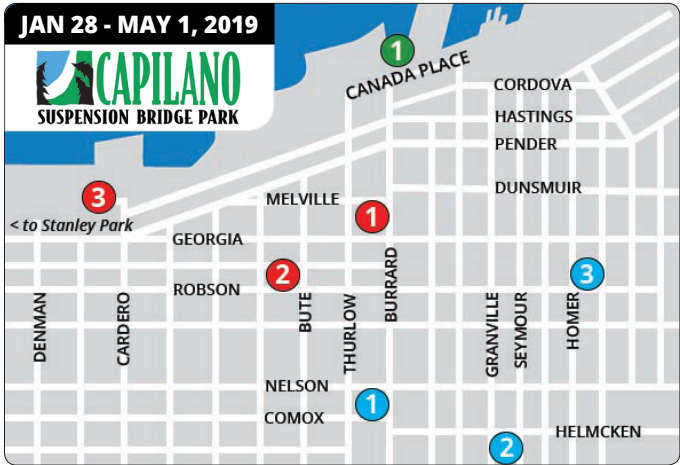 JAN 28 - MAY 1, 2019
CAPILANO
SUSPENSION BRIDGE PARK
1
CANADA PLACE
CORDOVA
HASTINGS
PENDER
DUNSMUIR
3
MELVILLE
1
< to Stanley Park
GEORGIA
2
3
ROBSON
DENMAN
CARDERO
BUTE
THURLOW
BURRARD
GRANVILLE
SEYMOUR
HOMER
NELSON
1
COMOX
HELMCKEN
2